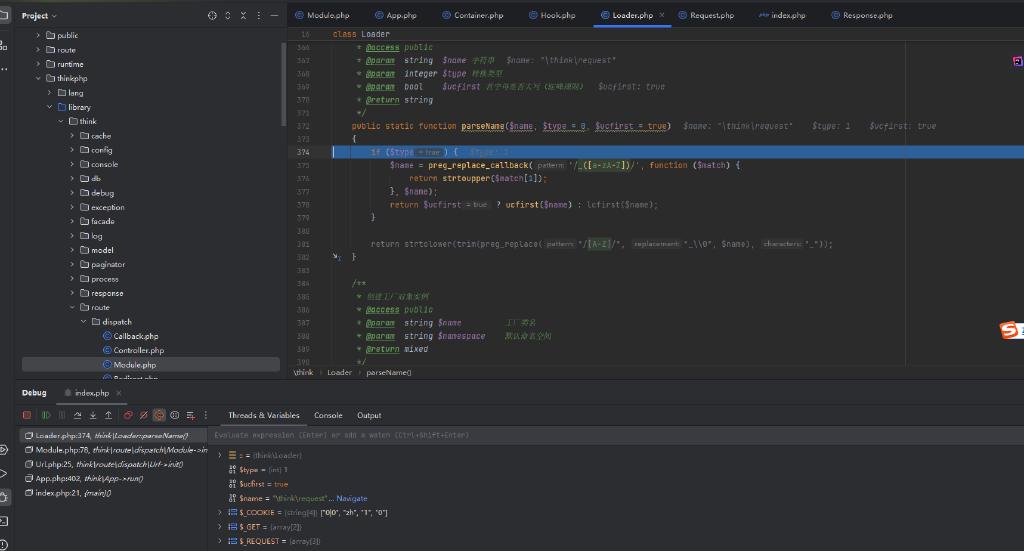 Project
Module.php
App.php
Container.php
Hook.php
Loader.php
Request.php
index.php
Response.php
public
route
runtime
thinkphp
lang
library
think
cache
config
console
db
debug
exception
facade
log
model
paginator
process
response
route
dispatch
Callback.php
Controller.php
Module.php
Redirect.php
16 class Loader
366 * @access public
367 * @param string $name 字符串 $name: "\think\request"
368 * @param integer $type 转换类型
369 * @param bool $ucfirst 首字母是否大写（驼峰规则） $ucfirst: true
370 * @return string
371 */
372 public static function parseName($name, $type = 0, $ucfirst = true) $name: "\think\request" $type: 1 $ucfirst: true
373 {
374 if ($type = true ) { $type: 1
375 $name = preg_replace_callback( pattern: '/_([a-zA-Z])/', function ($match) {
376 return strtoupper($match[1]);
377 }, $name);
378 return $ucfirst = true ? ucfirst($name) : lcfirst($name);
379 }
380
381 return strtolower(trim(preg_replace( pattern: "/[A-Z]/", replacement: "_\\0", $name), characters: "_"));
382 }
383
384 /**
385 * 创建工厂对象实例
386 * @access public
387 * @param string $name 工厂类名
388 * @param string $namespace 默认命名空间
389 * @return mixed
390 */
\think › Loader › parseName()
Debug
index.php
Threads & Variables
Console
Output
Loader.php:374, think\Loader::parseName()
Module.php:78, think\route\dispatch\Module->in
Url.php:25, think\route\dispatch\Url->init()
App.php:402, think\App->run()
index.php:21, {main}()
Evaluate expression (Enter) or add a watch (Ctrl+Shift+Enter)
:: = {think\Loader}
$type = {int} 1
$ucfirst = true
$name = "\think\request"... Navigate
$_COOKIE = {string[4]} ["0|0", "zh", "1", "0"]
$_GET = {array[2]}
$_REQUEST = {array[3]}